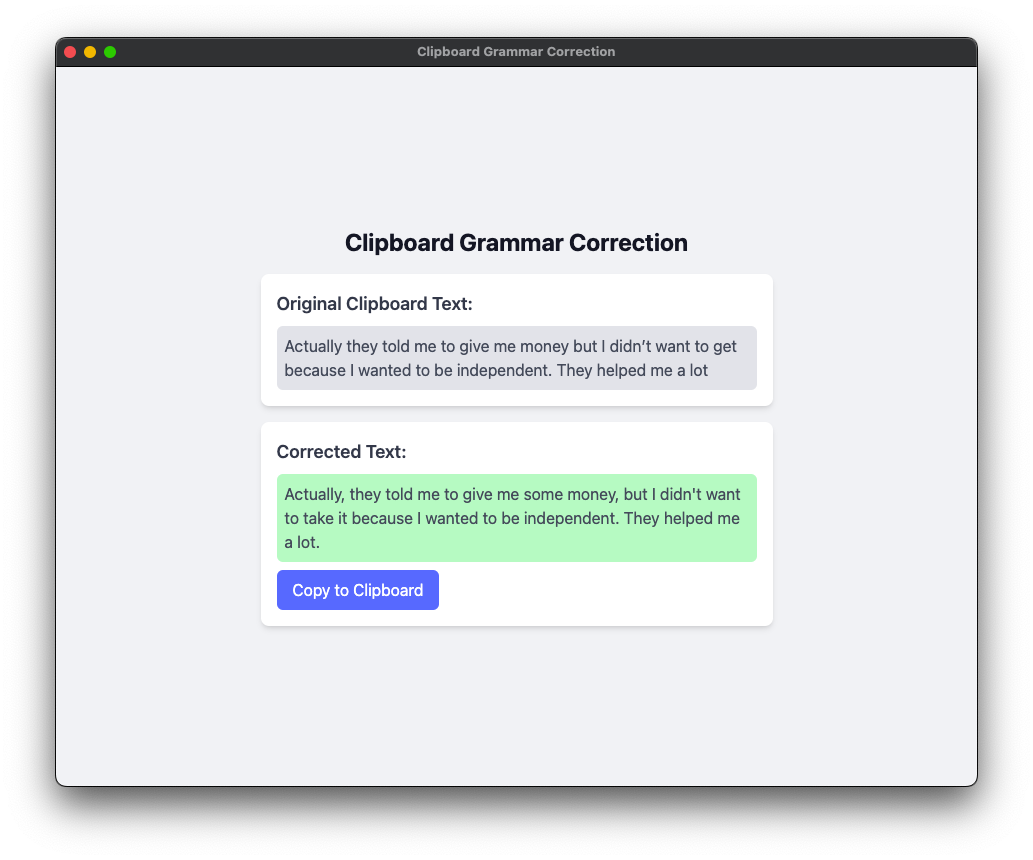 Clipboard Grammar Correction
Clipboard Grammar Correction
Original Clipboard Text:
Actually they told me to give me money but I didn’t want to get
because I wanted to be independent. They helped me a lot
Corrected Text:
Actually, they told me to give me some money, but I didn't want
to take it because I wanted to be independent. They helped me
a lot.
Copy to Clipboard